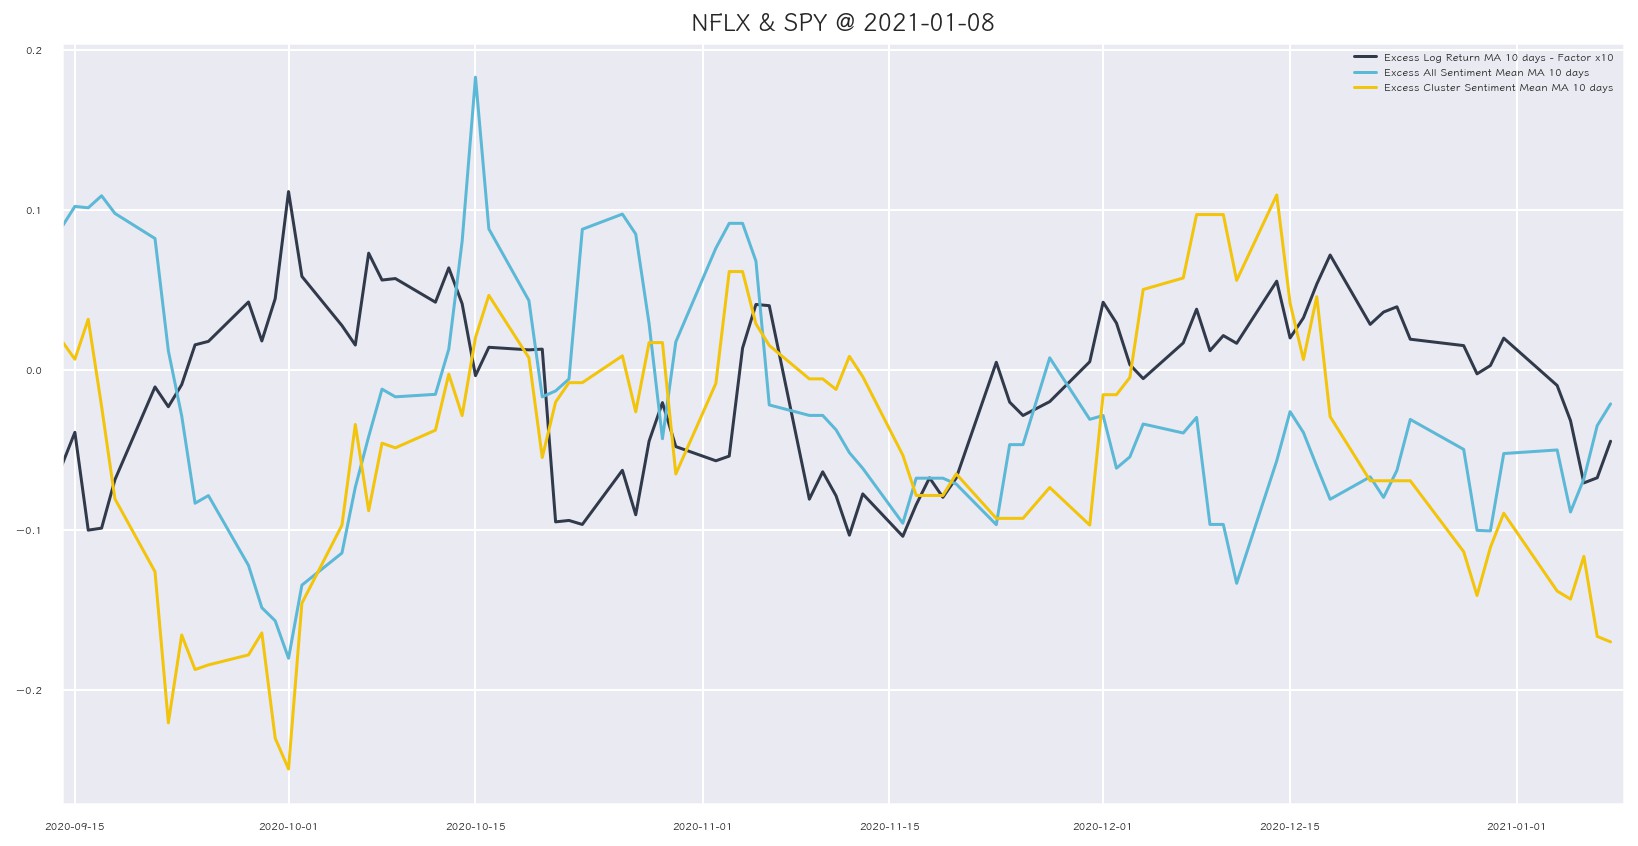 NFLX & SPY @ 2021-01-08
Excess Log Return MA 10 days - Factor x10
Excess All Sentiment Mean MA 10 days
Excess Cluster Sentiment Mean MA 10 days
0.2
0.1
0.0
−0.1
−0.2
2020-09-15 2020-10-01 2020-10-15 2020-11-01 2020-11-15 2020-12-01 2020-12-15 2021-01-01